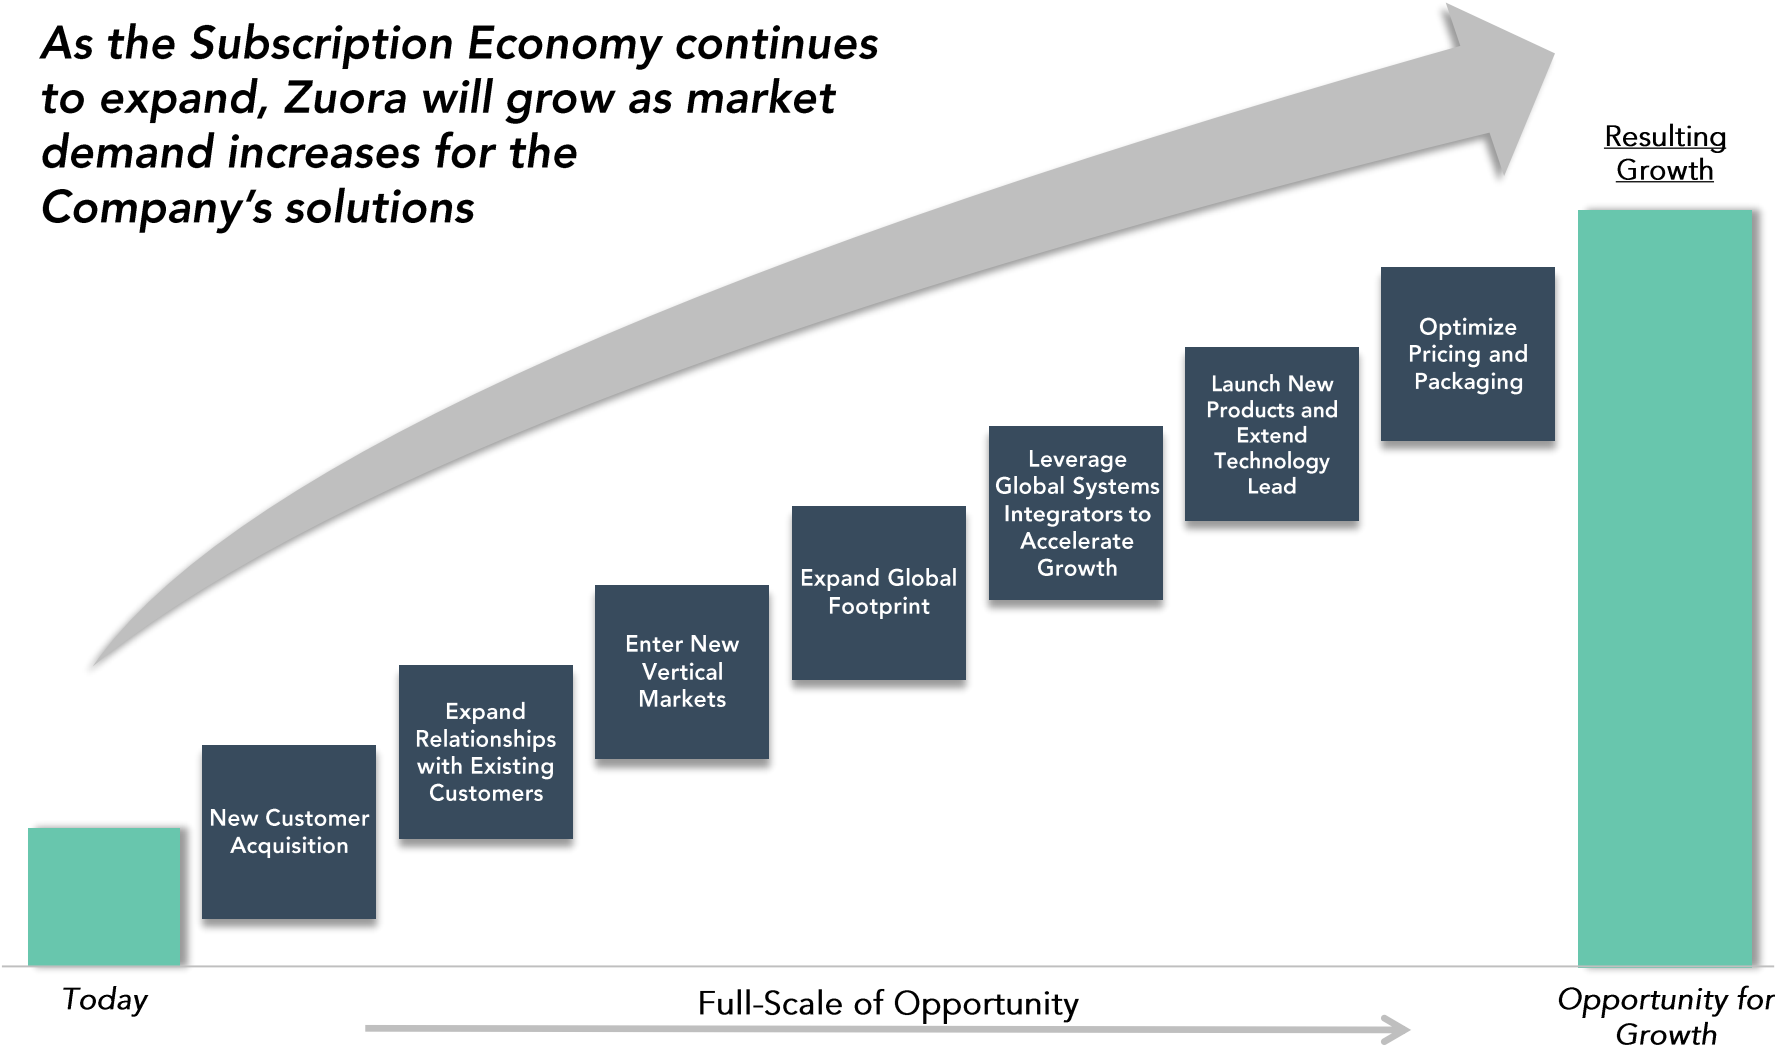 As the Subscription Economy continues
to expand, Zuora will grow as market
demand increases for the
Company’s solutions
Resulting
Growth
Optimize
Pricing and
Packaging
Launch New
Products and
Extend
Technology
Lead
Leverage
Global Systems
Integrators to
Accelerate
Growth
Expand Global
Footprint
Enter New
Vertical
Markets
Expand
Relationships
with Existing
Customers
New Customer
Acquisition
Today
Full-Scale of Opportunity
Opportunity for
Growth